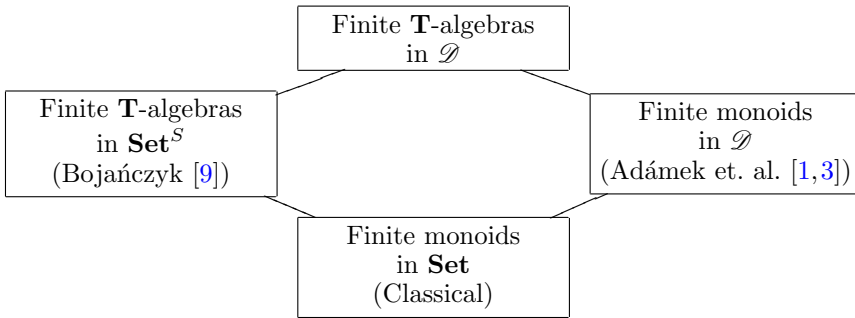 Finite T-algebras
in 𝒟
Finite T-algebras
in Set^S
(Bojańczyk [9])
Finite monoids
in 𝒟
(Adámek et. al. [1,3])
Finite monoids
in Set
(Classical)